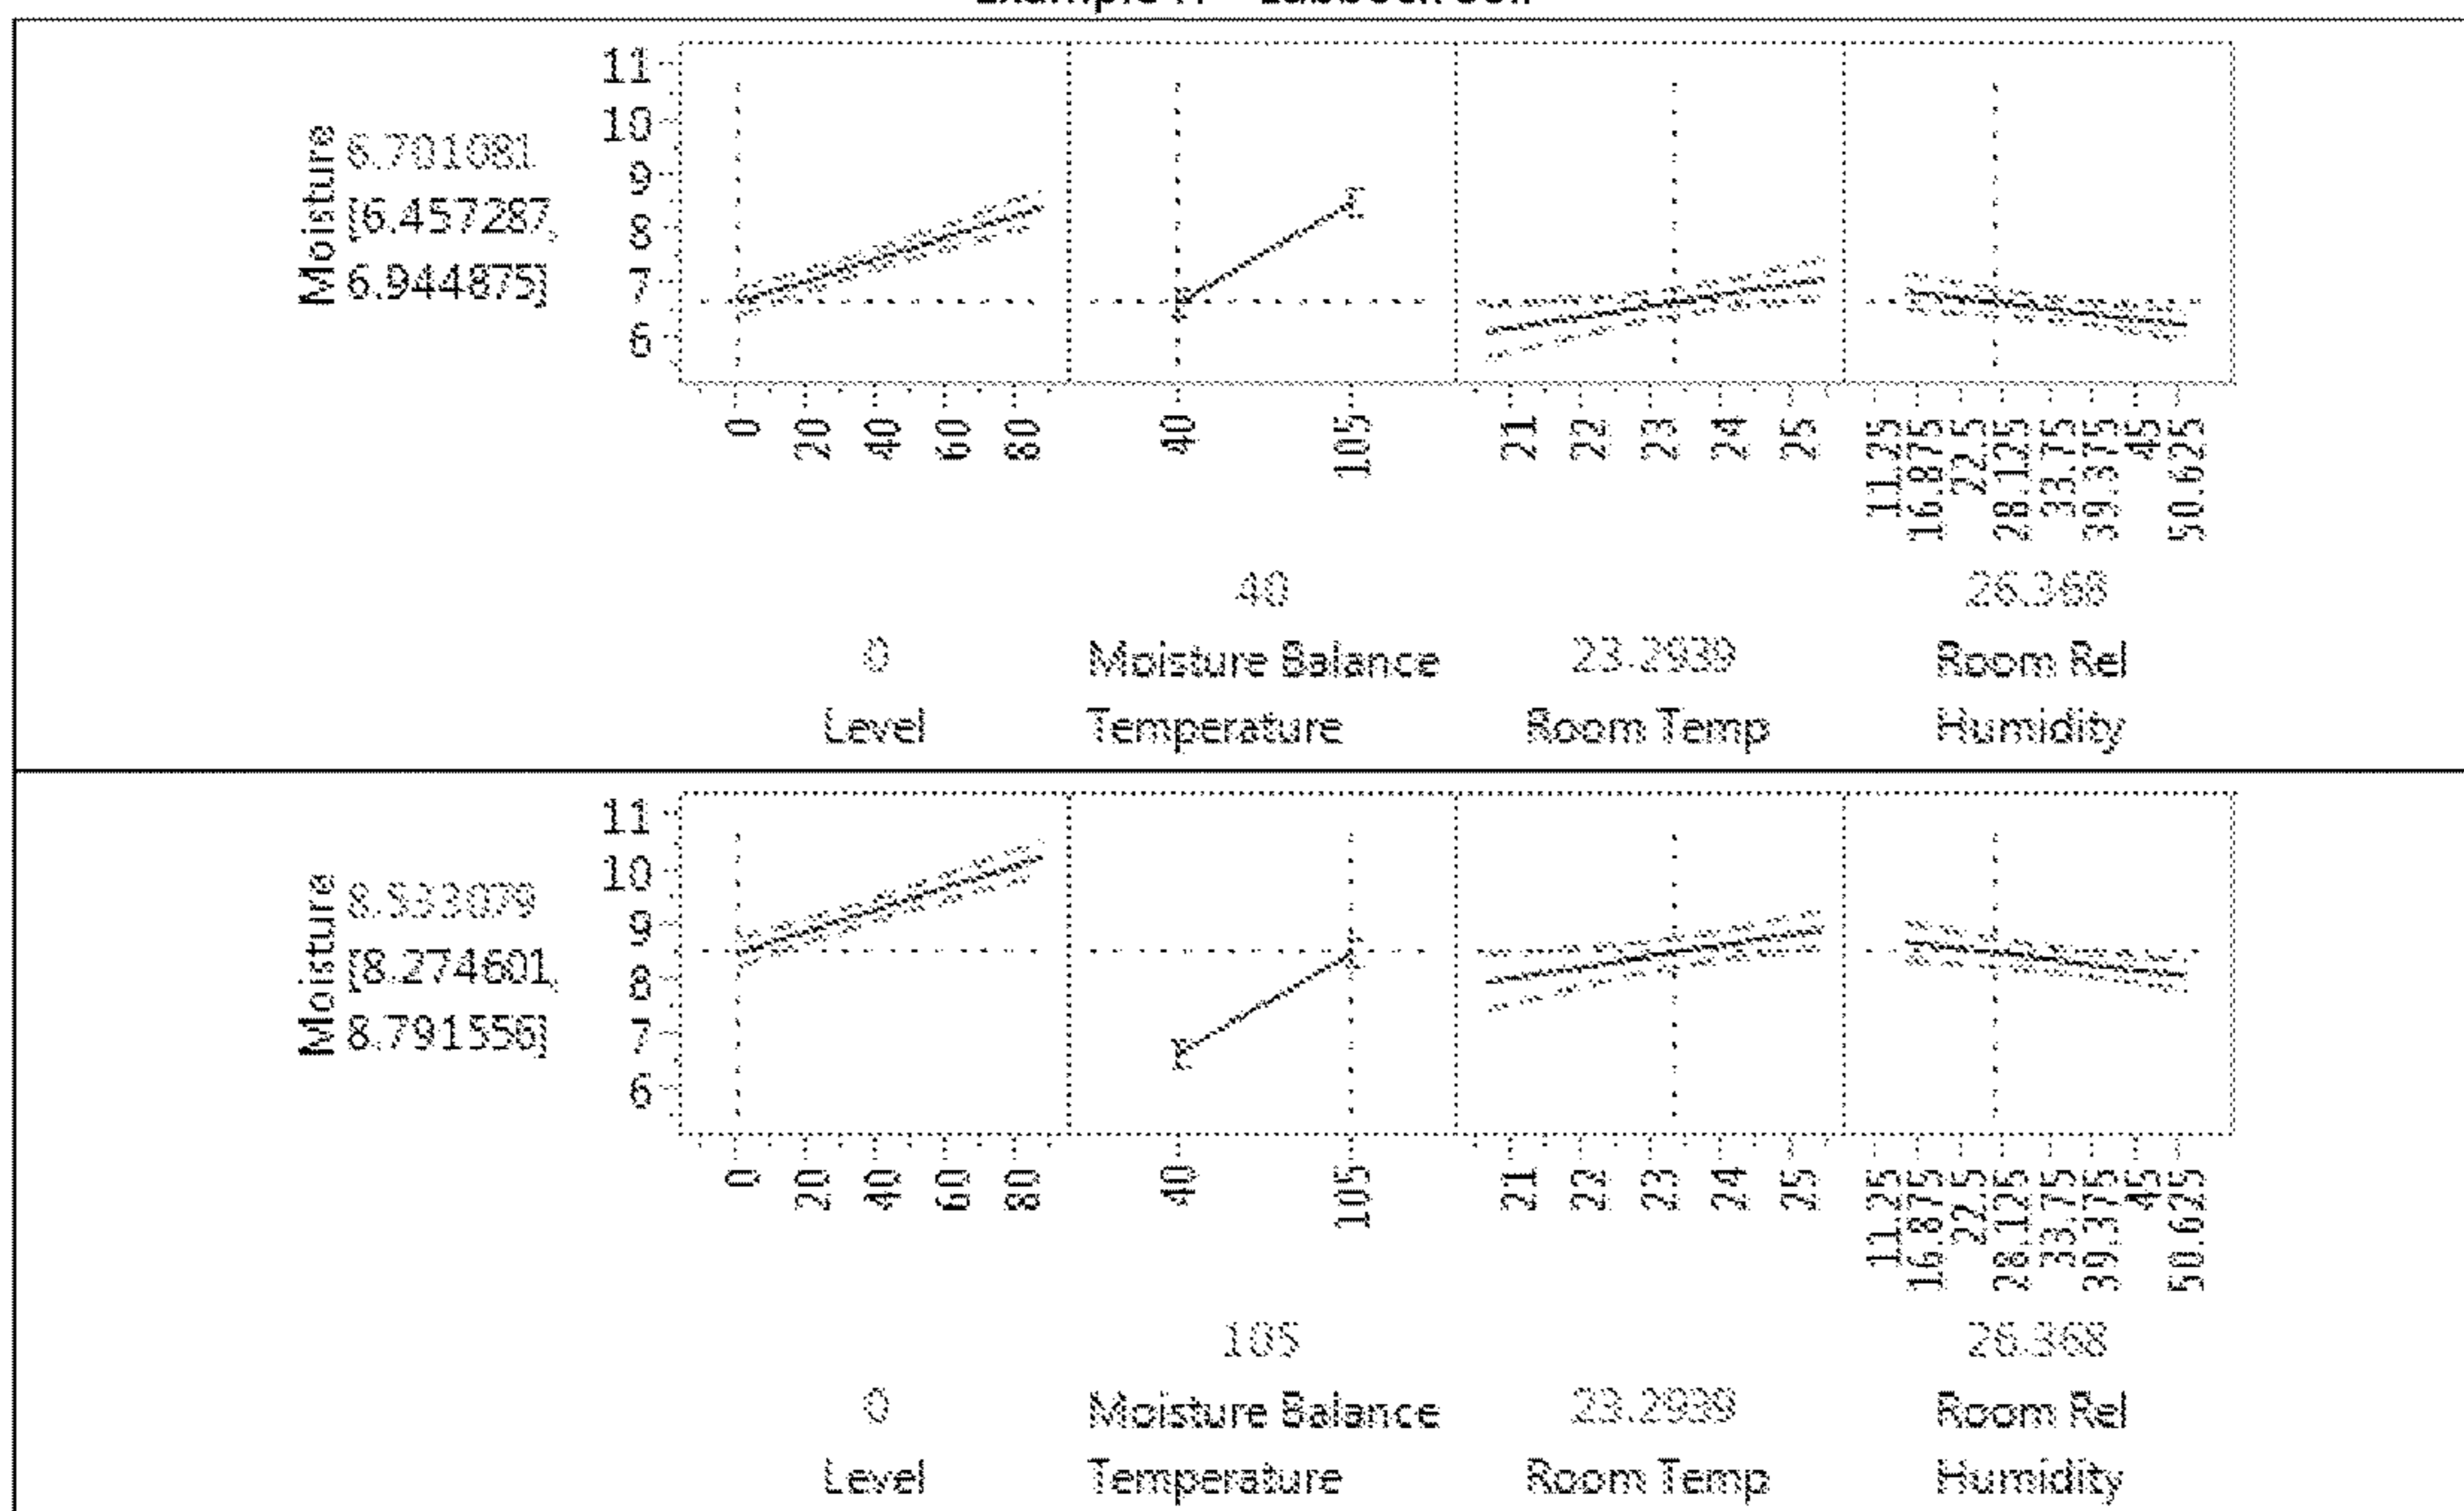 11
10
9
8
7
6
Moisture
6.701081
[6.457287,
6.944875]
0 20 40 60 80
40 105
21 22 23 24 25
11.25 16.875 22.5 28.125 33.75 39.375 45 50.625
0
Level
40
Moisture Balance
Temperature
23.2939
Room Temp
26.368
Room Rel
Humidity
11
10
9
8
7
6
Moisture
8.533079
[8.274601,
8.791556]
0 20 40 60 80
40 105
21 22 23 24 25
11.25 16.875 22.5 28.125 33.75 39.375 45 50.625
0
Level
105
Moisture Balance
Temperature
23.2939
Room Temp
26.368
Room Rel
Humidity